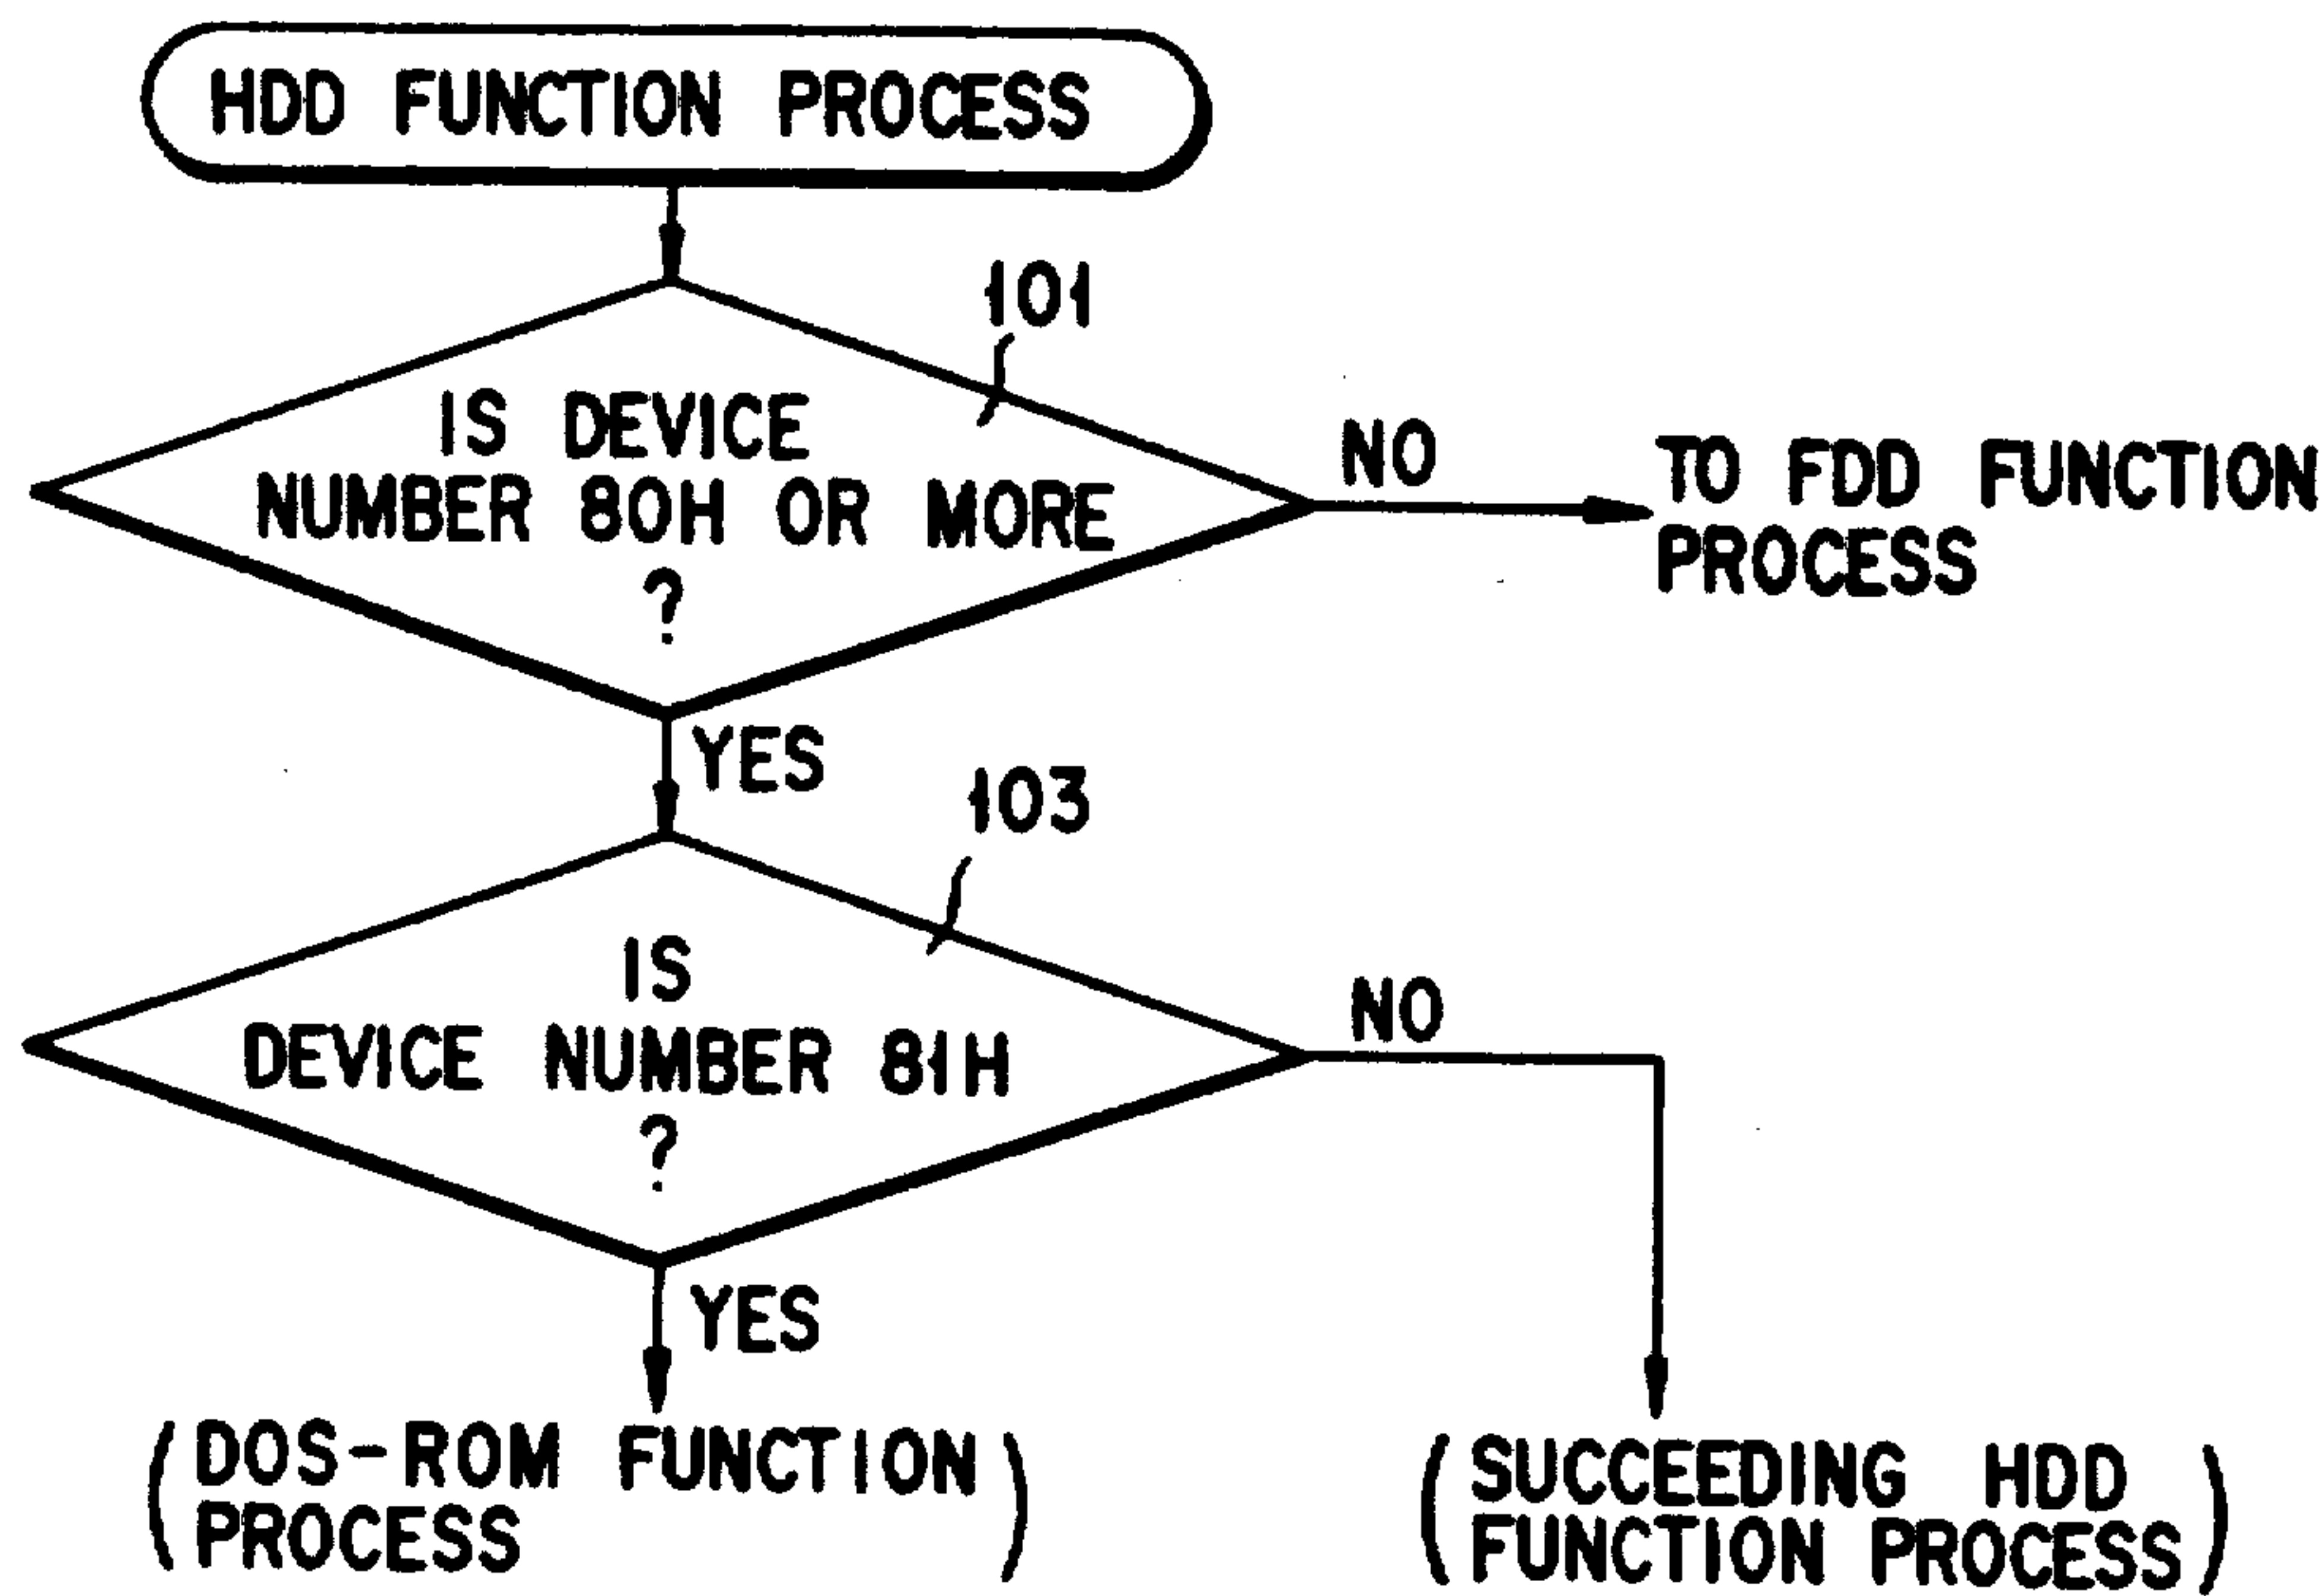 HDD FUNCTION PROCESS
101
IS DEVICE
NUMBER 80H OR MORE
?
NO
TO FDD FUNCTION
PROCESS
YES
103
IS
DEVICE NUMBER 81H
?
NO
YES
(DOS-ROM FUNCTION
PROCESS)
(SUCCEEDING HDD
FUNCTION PROCESS)